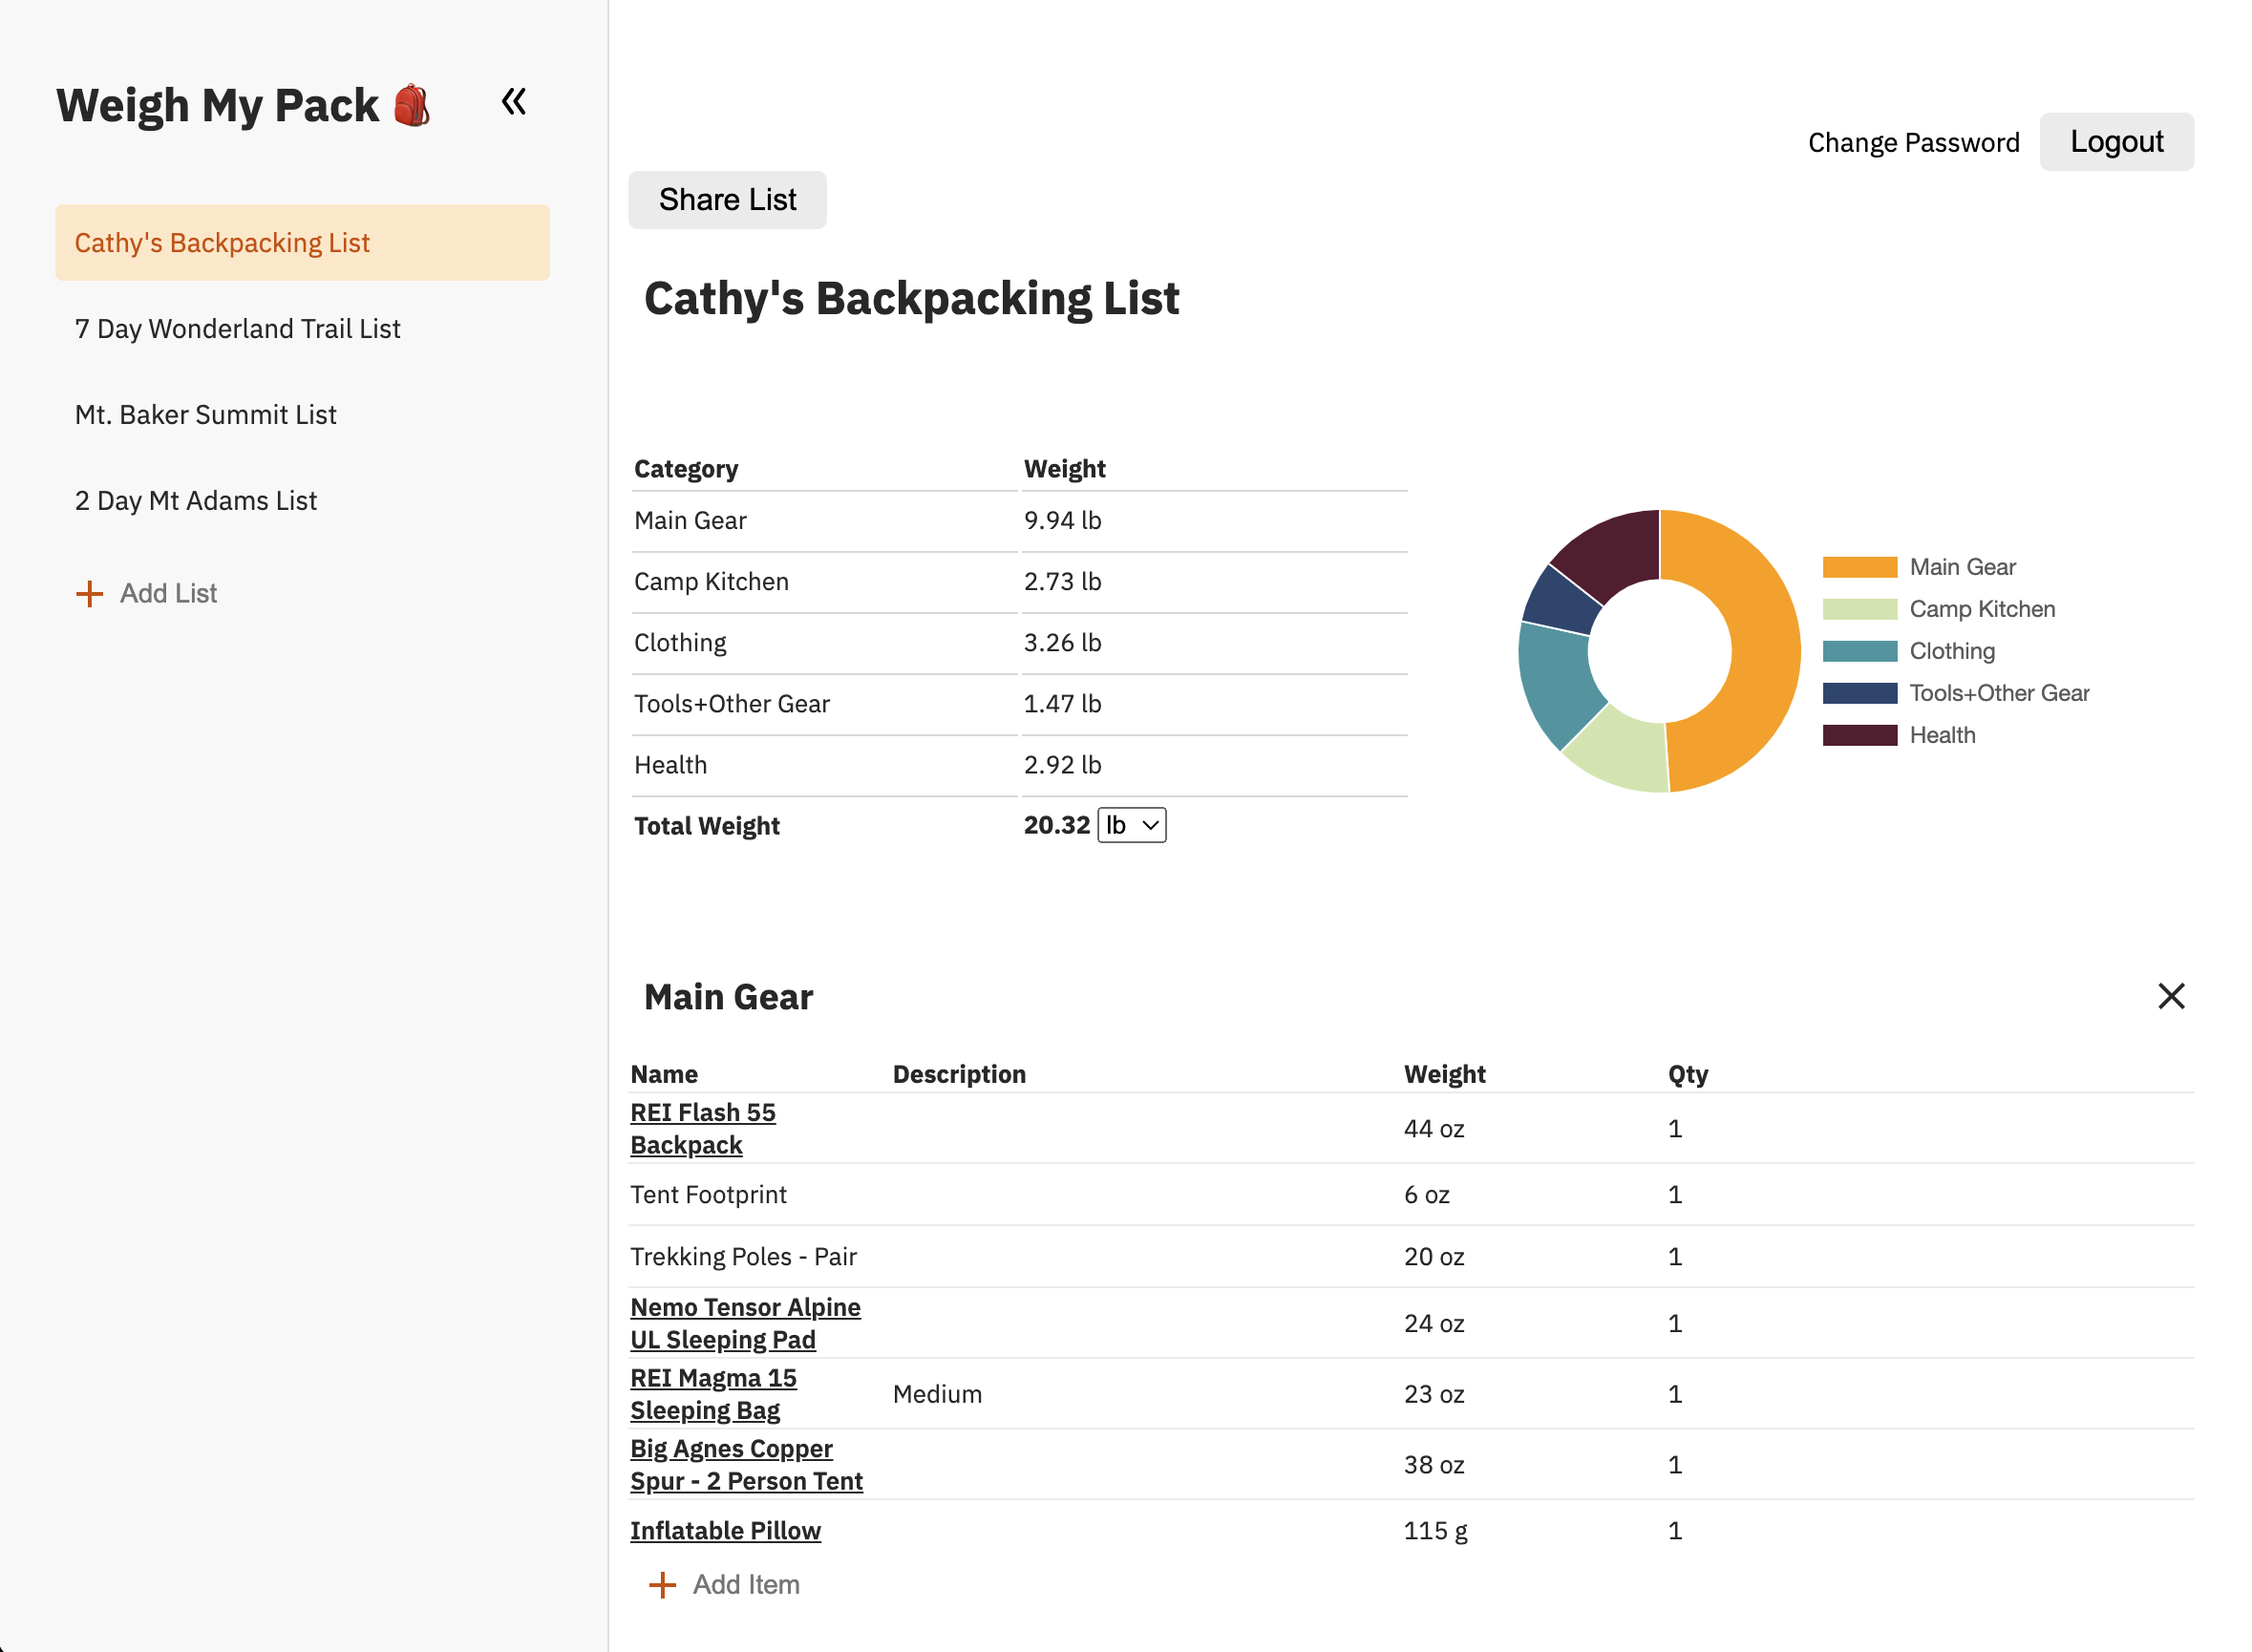 Weigh My Pack
Cathy's Backpacking List
7 Day Wonderland Trail List
Mt. Baker Summit List
2 Day Mt Adams List
Add List
Change Password
Logout
Share List
Cathy's Backpacking List
Category Weight
Main Gear 9.94 lb
Camp Kitchen 2.73 lb
Clothing 3.26 lb
Tools+Other Gear 1.47 lb
Health 2.92 lb
Total Weight 20.32 lb
Main Gear
Camp Kitchen
Clothing
Tools+Other Gear
Health
Main Gear
Name Description Weight Qty
REI Flash 55
Backpack
44 oz 1
Tent Footprint 6 oz 1
Trekking Poles - Pair 20 oz 1
Nemo Tensor Alpine
UL Sleeping Pad
24 oz 1
REI Magma 15
Sleeping Bag
Medium 23 oz 1
Big Agnes Copper
Spur - 2 Person Tent
38 oz 1
Inflatable Pillow 115 g 1
Add Item